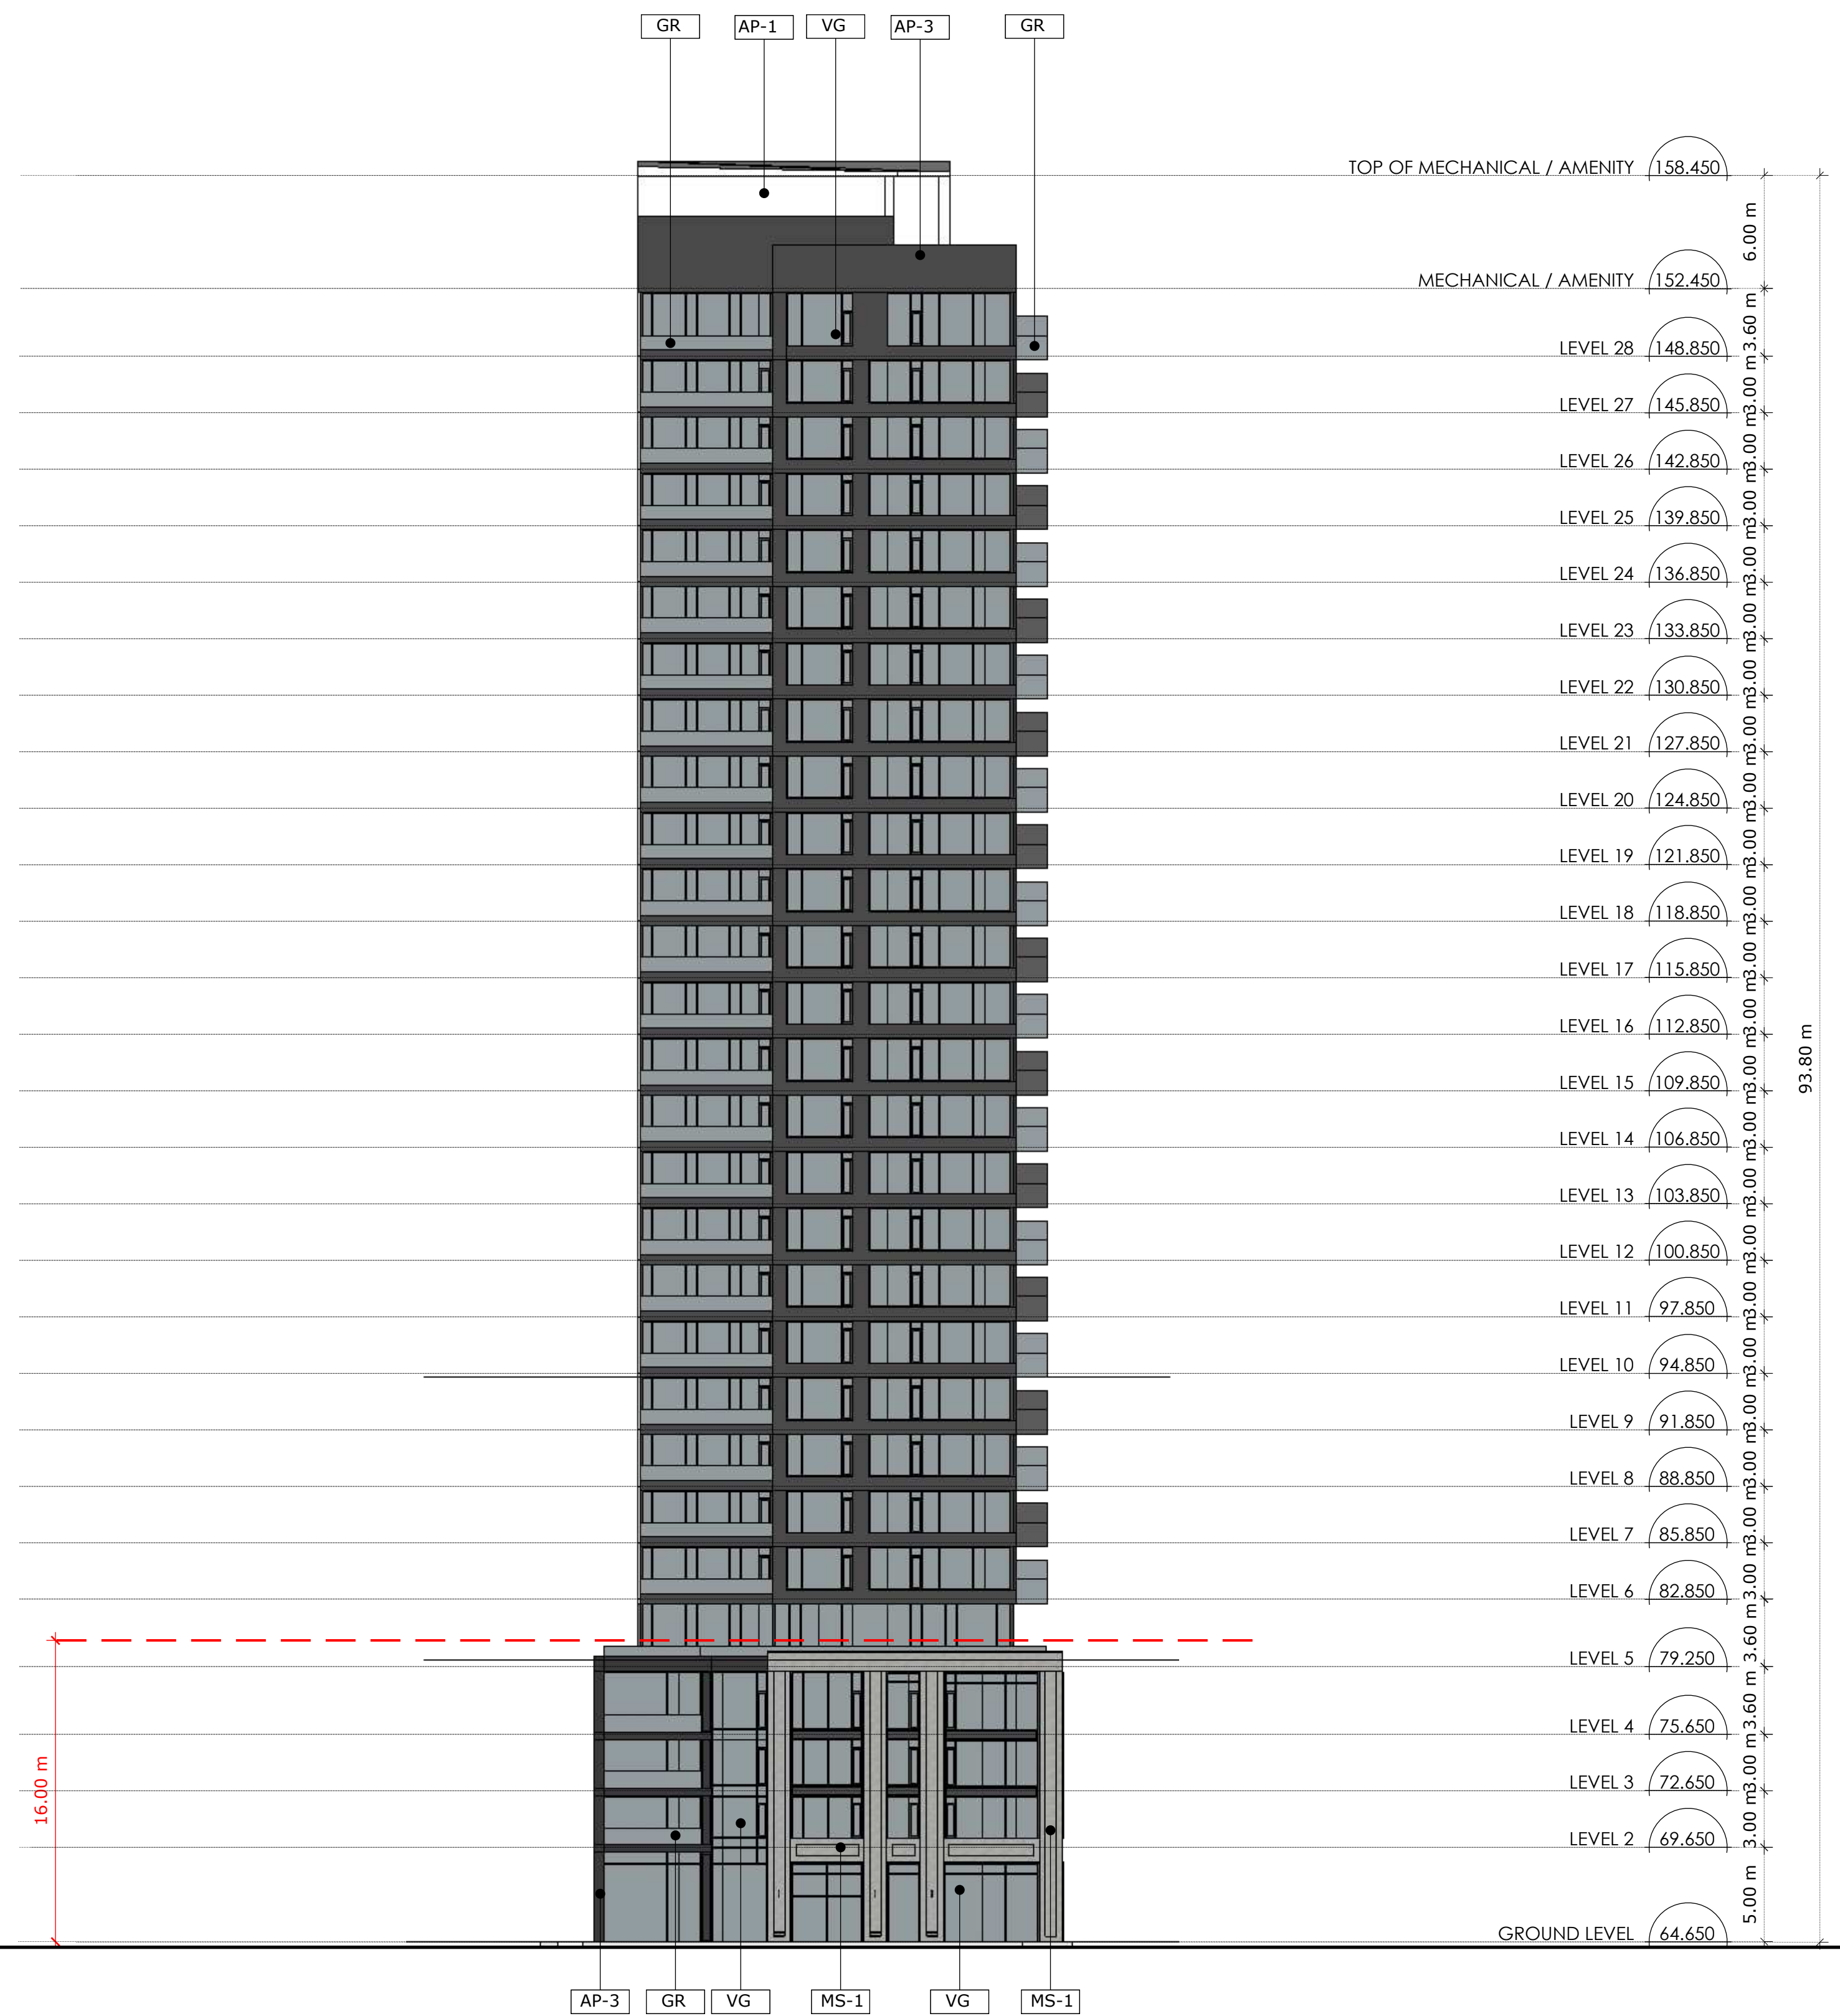 GR AP-1 VG AP-3 GR
TOP OF MECHANICAL / AMENITY 158.450
6.00 m
MECHANICAL / AMENITY 152.450
3.60 m
LEVEL 28 148.850
3.00 m
LEVEL 27 145.850
3.00 m
LEVEL 26 142.850
3.00 m
LEVEL 25 139.850
3.00 m
LEVEL 24 136.850
3.00 m
LEVEL 23 133.850
3.00 m
LEVEL 22 130.850
3.00 m
LEVEL 21 127.850
3.00 m
LEVEL 20 124.850
3.00 m
LEVEL 19 121.850
3.00 m
LEVEL 18 118.850
3.00 m
LEVEL 17 115.850
3.00 m
LEVEL 16 112.850
3.00 m
93.80 m
LEVEL 15 109.850
3.00 m
LEVEL 14 106.850
3.00 m
LEVEL 13 103.850
3.00 m
LEVEL 12 100.850
3.00 m
LEVEL 11 97.850
3.00 m
LEVEL 10 94.850
3.00 m
LEVEL 9 91.850
3.00 m
LEVEL 8 88.850
3.00 m
LEVEL 7 85.850
3.00 m
LEVEL 6 82.850
3.60 m
LEVEL 5 79.250
3.60 m
LEVEL 4 75.650
3.00 m
LEVEL 3 72.650
3.00 m
LEVEL 2 69.650
5.00 m
GROUND LEVEL 64.650
16.00 m
AP-3 GR VG MS-1 VG MS-1